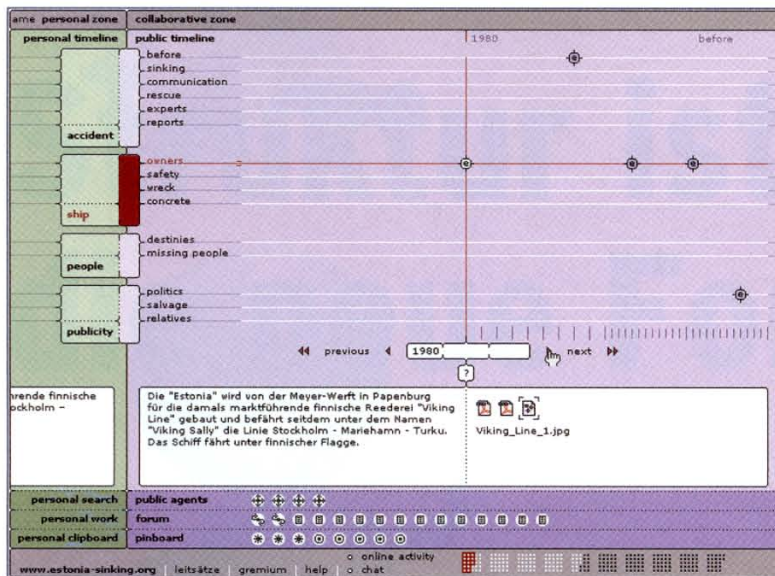 ame personal zone collaborative zone
personal timeline public timeline 1980 before
before
sinking
communication
rescue
experts
reports
accident
owners
safety
wreck
concrete
ship
destinies
missing people
people
politics
salvage
relatives
publicity
previous 1980 next
?
rende finnische
ockholm –
Die "Estonia" wird von der Meyer-Werft in Papenburg
für die damals marktführende finnische Reederei "Viking
Line" gebaut und befährt seitdem unter dem Namen
"Viking Sally" die Linie Stockholm - Mariehamn - Turku.
Das Schiff fährt unter finnischer Flagge.
Viking_Line_1.jpg
personal search public agents
personal work forum
personal clipboard pinboard
www.estonia-sinking.org leitsätze gremium help
online activity
chat